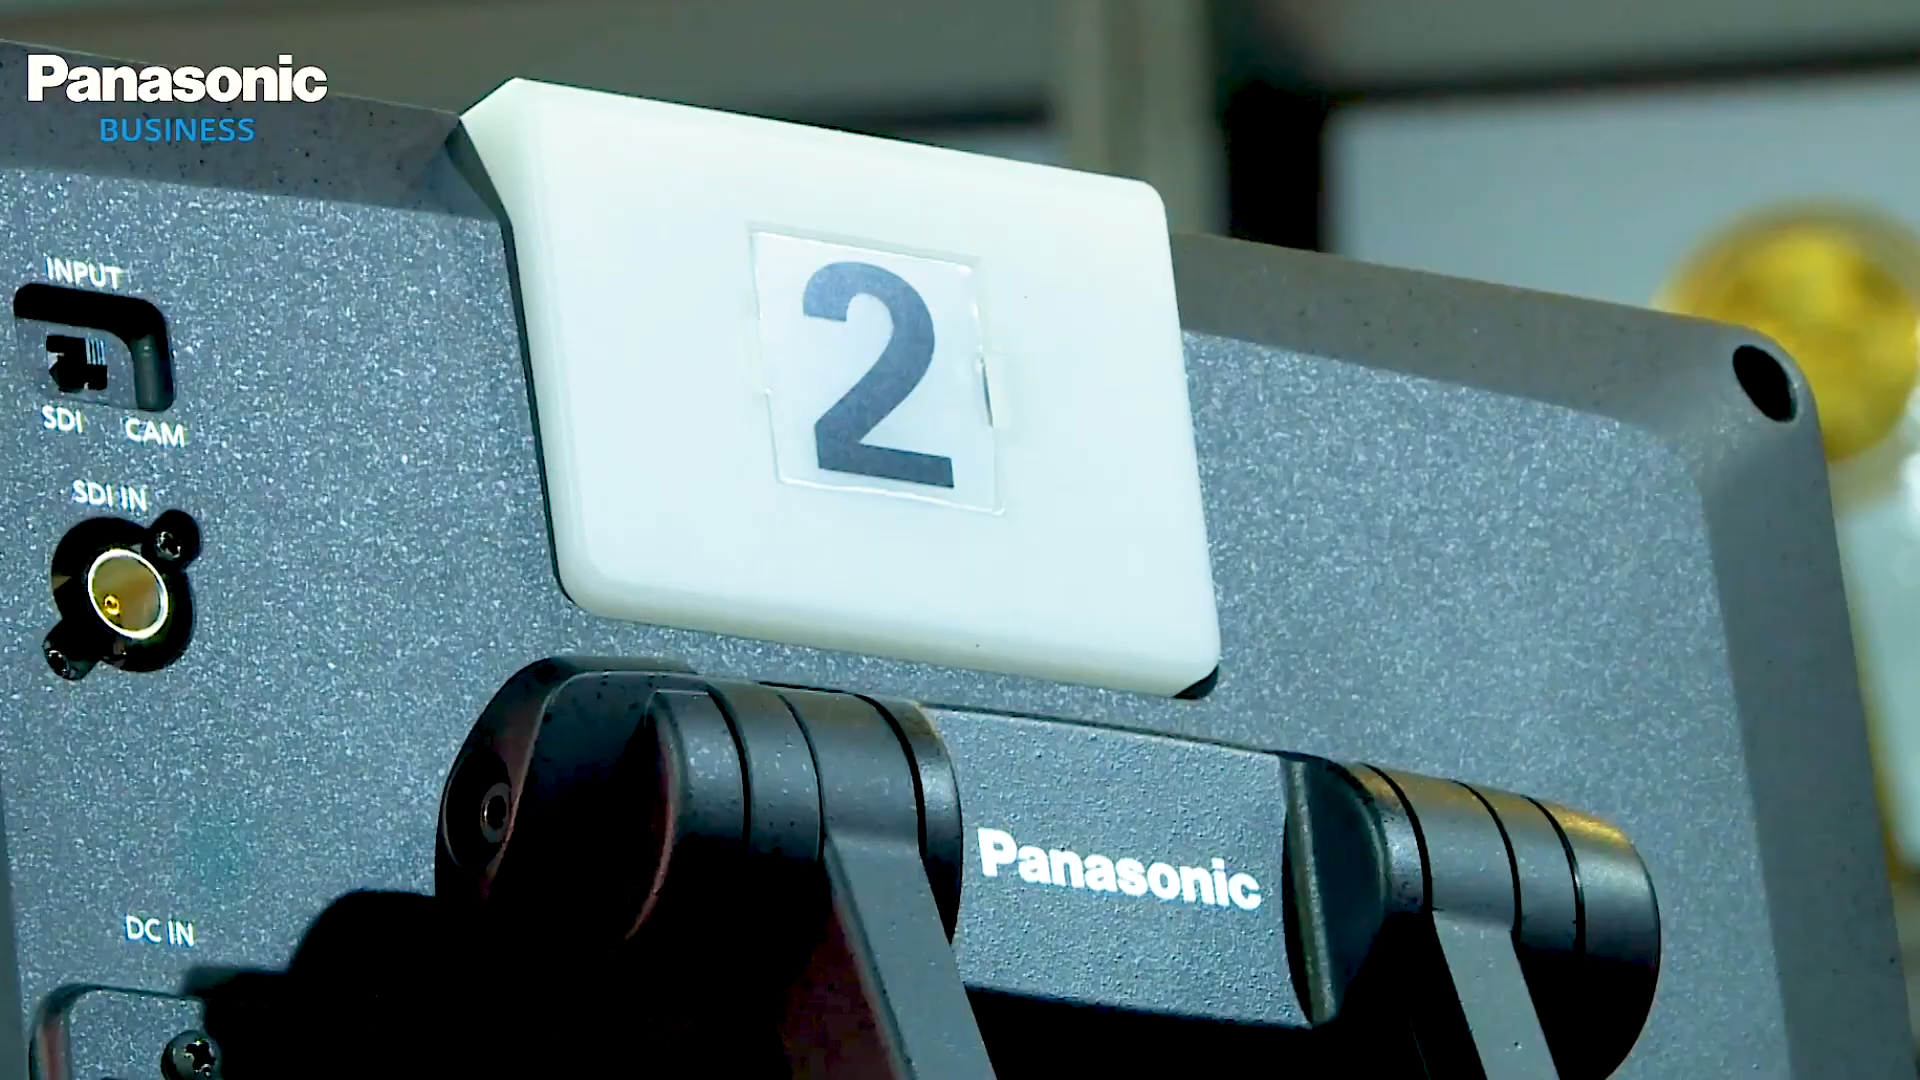 Panasonic
BUSINESS
INPUT
SDI CAM
SDI IN
2
Panasonic
DC IN